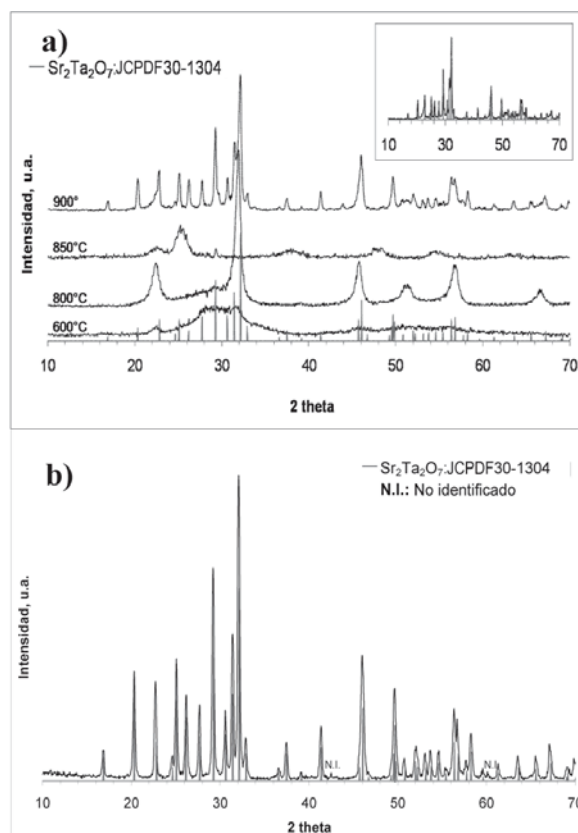 a)
— Sr₂Ta₂O₇:JCPDF30-1304
10 20 30 40 50 60 70
Intensidad, u.a.
900°
850°C
800°C
600°C
10 20 30 40 50 60 70
2 theta
b)
— Sr₂Ta₂O₇:JCPDF30-1304
N.I.: No identificado
Intensidad, u.a.
N.I.
N.I.
10 20 30 40 50 60 70
2 theta